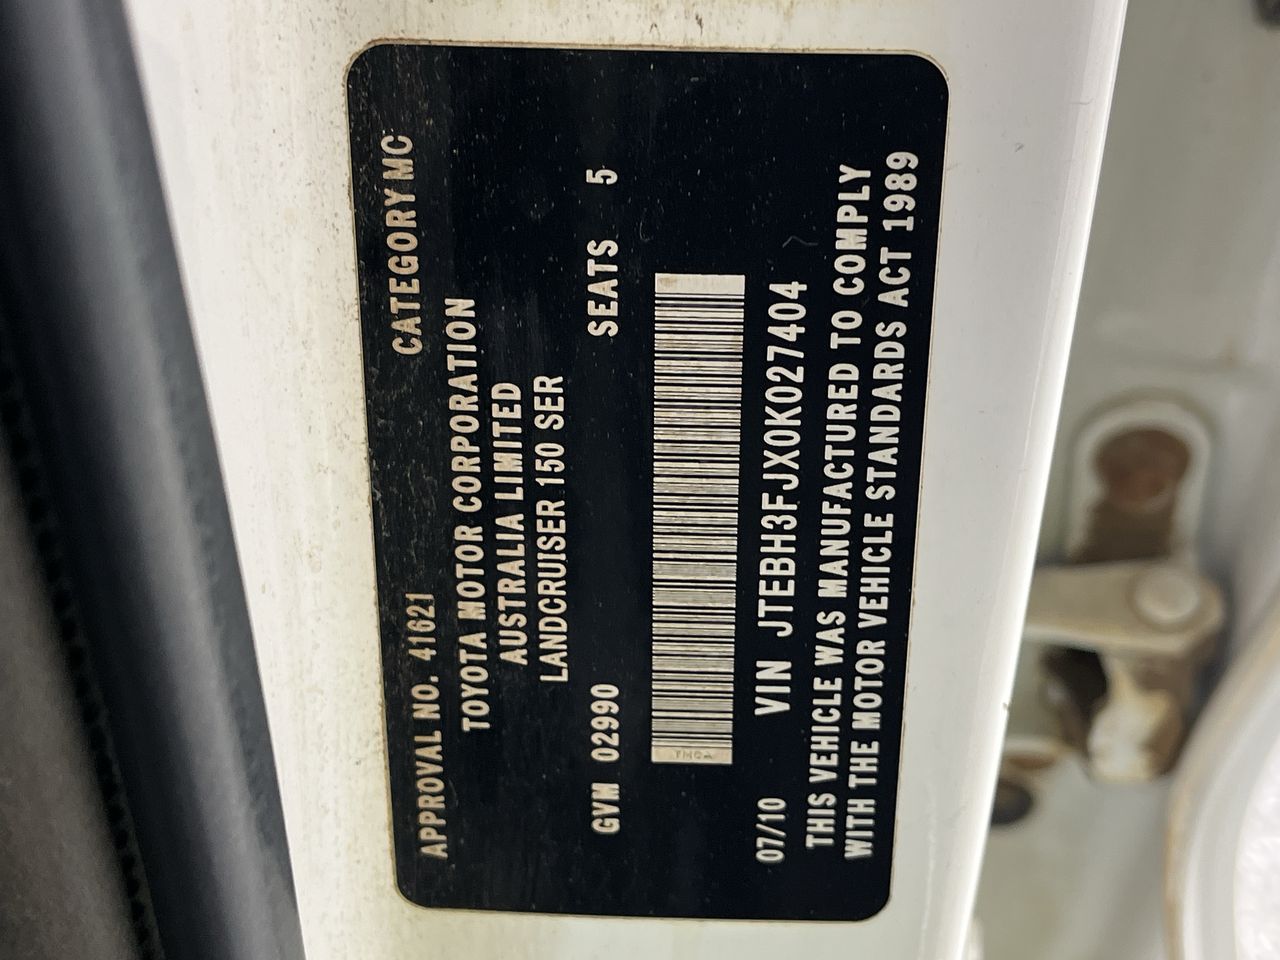 APPROVAL NO. 41621 CATEGORY MC
TOYOTA MOTOR CORPORATION
AUSTRALIA LIMITED
LANDCRUISER 150 SER
GVM 02990 SEATS 5
TMCA
07/10 VIN JTEBH3FJX0K027404
THIS VEHICLE WAS MANUFACTURED TO COMPLY
WITH THE MOTOR VEHICLE STANDARDS ACT 1989